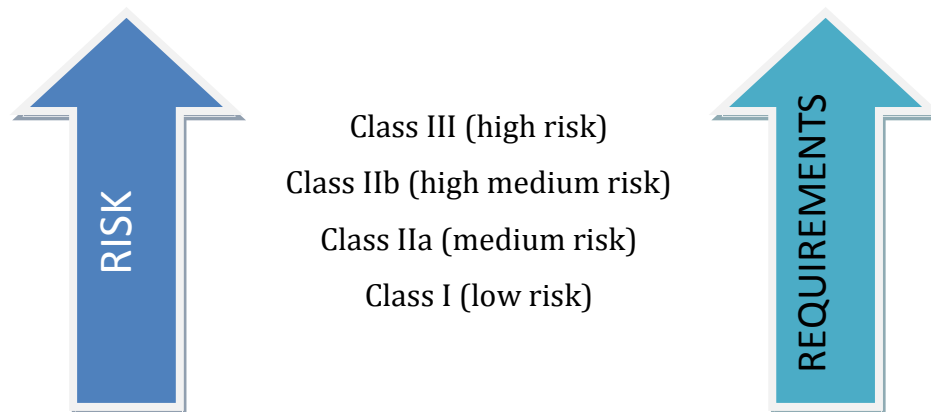 RISK
Class III (high risk)
Class IIb (high medium risk)
Class IIa (medium risk)
Class I (low risk)
REQUIREMENTS